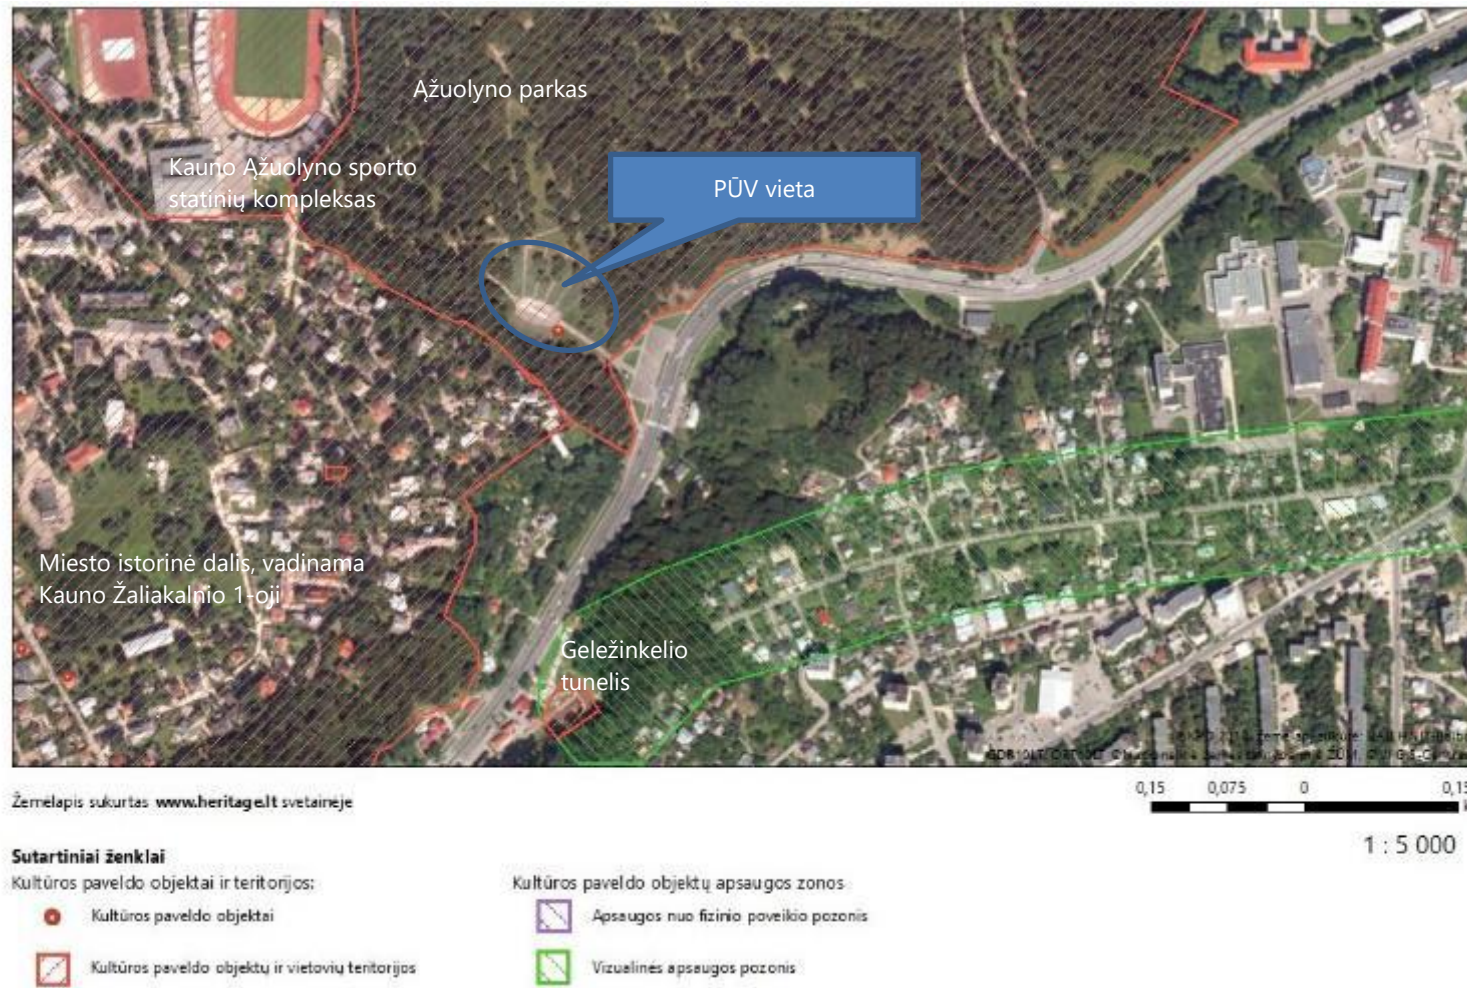 Ąžuolyno parkas
Kauno Ąžuolyno sporto
statinių kompleksas
PŪV vieta
Miesto istorinė dalis, vadinama
Kauno Žaliakalnio 1-oji
Geležinkelio
tunelis
Žemėlapis sukurtas www.heritage.lt svetainėje
0,15 0,075 0
1 : 5 000
Sutartiniai ženklai
Kultūros paveldo objektai ir teritorijos:
Kultūros paveldo objektų apsaugos zonos
Kultūros paveldo objektai
Apsaugos nuo fizinio poveikio pozonis
Kultūros paveldo objektų ir vietovių teritorijos
Vizualinės apsaugos pozonis